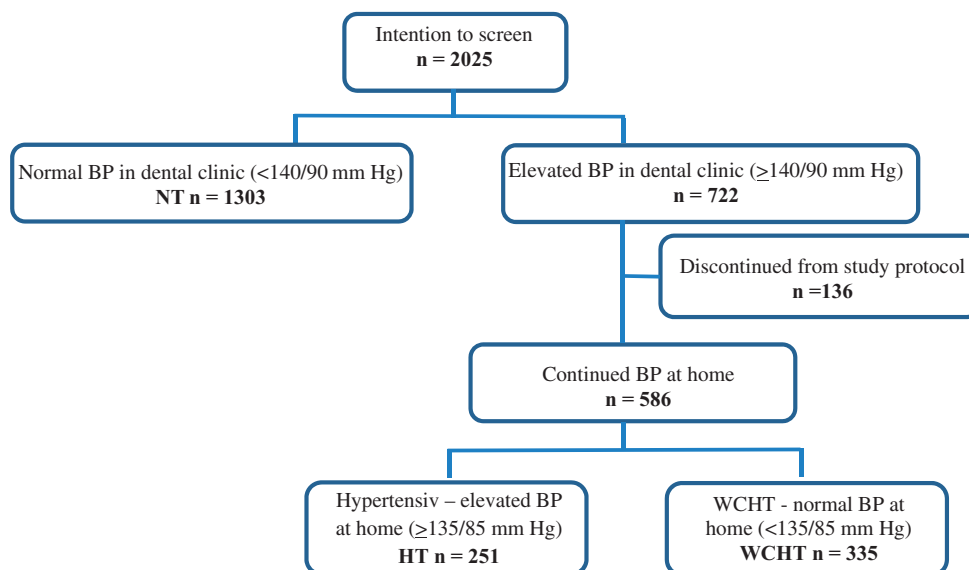 Intention to screen
n = 2025
Normal BP in dental clinic (<140/90 mm Hg)
NT n = 1303
Elevated BP in dental clinic (≥140/90 mm Hg)
n = 722
Discontinued from study protocol
n =136
Continued BP at home
n = 586
Hypertensiv – elevated BP
at home (≥135/85 mm Hg)
HT n = 251
WCHT - normal BP at
home (<135/85 mm Hg)
WCHT n = 335